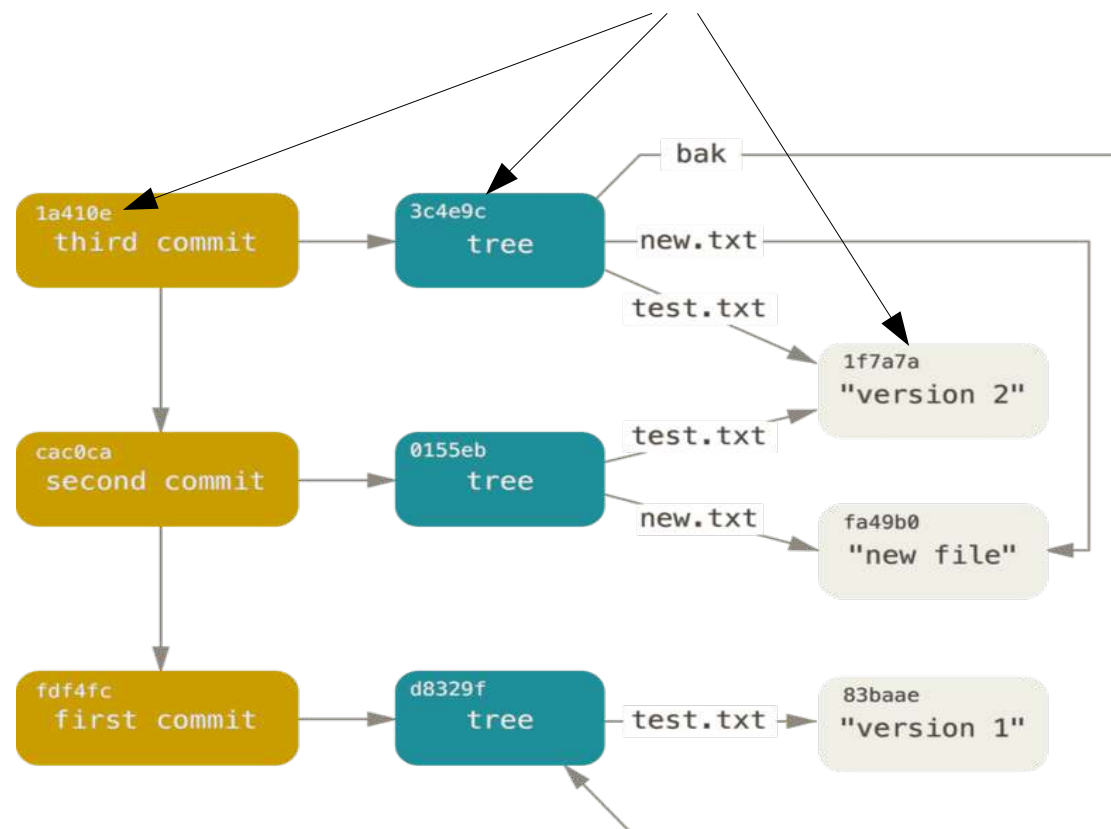 bak
1a410e
third commit
3c4e9c
tree
new.txt
test.txt
1f7a7a
"version 2"
cac0ca
second commit
0155eb
tree
test.txt
new.txt
fa49b0
"new file"
fdf4fc
first commit
d8329f
tree
test.txt
83baae
"version 1"